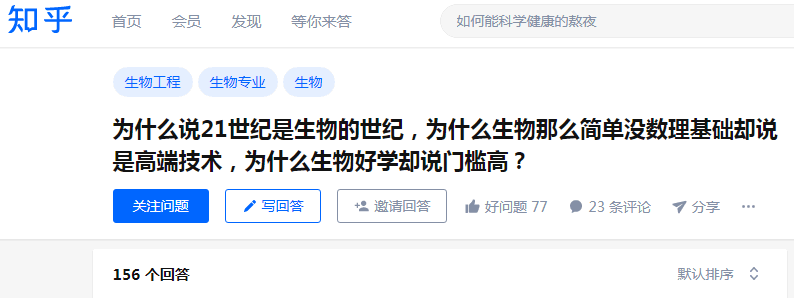 知乎 首页 会员 发现 等你来答 如何能科学健康的熬夜
生物工程 生物专业 生物
为什么说21世纪是生物的世纪，为什么生物那么简单没数理基础却说
是高端技术，为什么生物好学却说门槛高？
关注问题 写回答 邀请回答 好问题 77 23 条评论 分享
156 个回答 默认排序